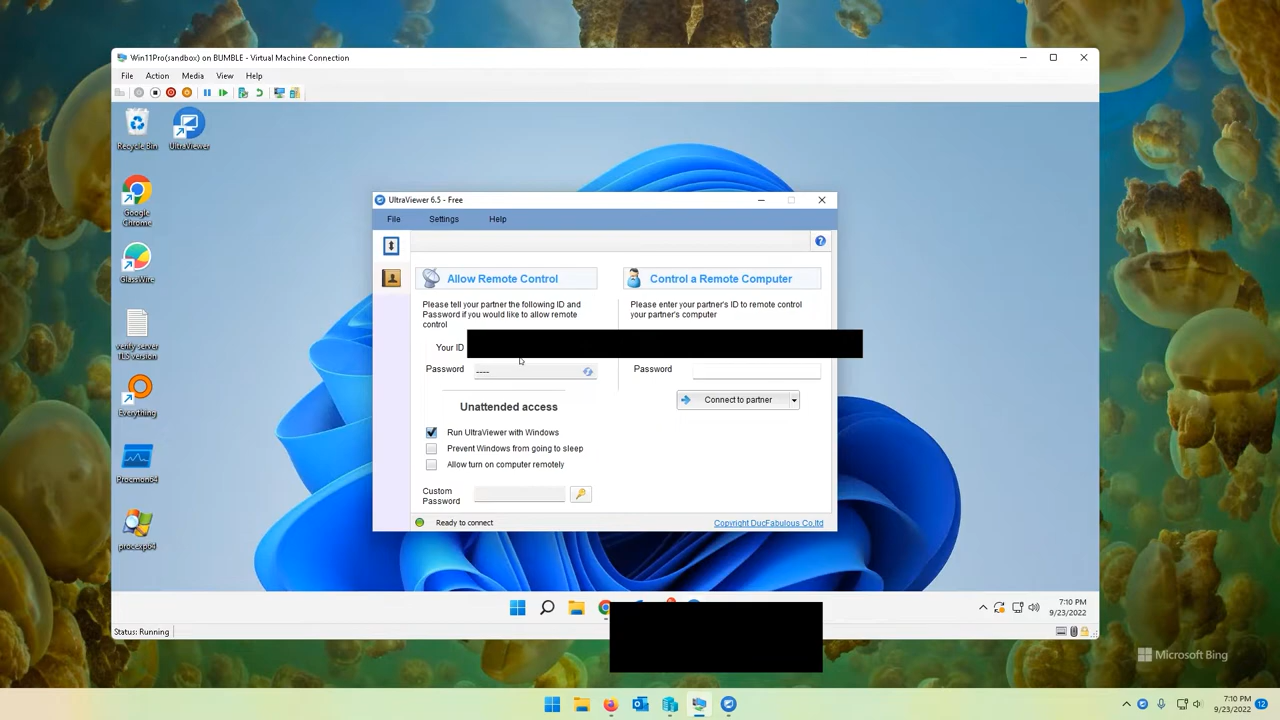 Win11Pro(sandbox) on BUMBLE - Virtual Machine Connection
File Action Media View Help
Recycle Bin
UltraViewer
Google
Chrome
GlassWire
verify server
TLS version
Everything
Procmon64
procexp64
UltraViewer 6.5 - Free
File Settings Help
Allow Remote Control
Please tell your partner the following ID and
Password if you would like to allow remote
control
Your ID
Password ----
Unattended access
Run UltraViewer with Windows
Prevent Windows from going to sleep
Allow turn on computer remotely
Custom
Password
Control a Remote Computer
Please enter your partner's ID to remote control
your partner's computer
Password
Connect to partner
Ready to connect
Copyright DucFabulous Co.ltd
7:10 PM
9/23/2022
Status: Running
Microsoft Bing
7:10 PM
9/23/2022
12